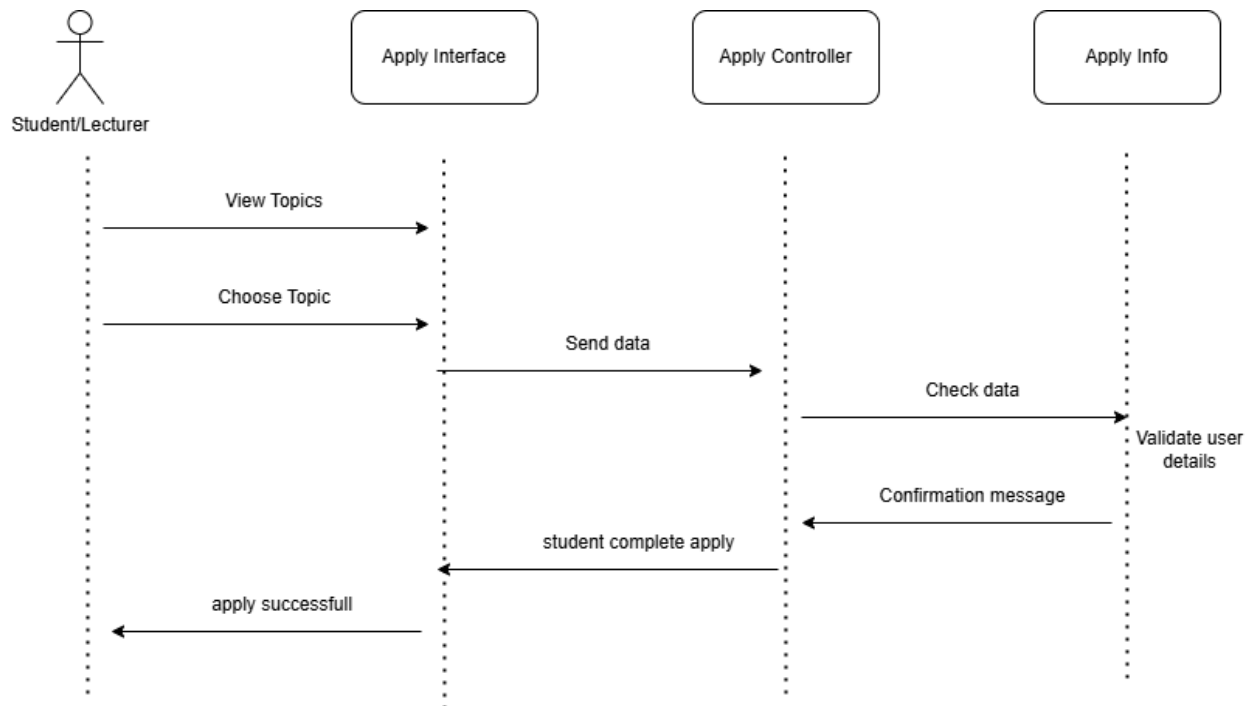 Apply Interface
Apply Controller
Apply Info
Student/Lecturer
View Topics
Choose Topic
Send data
Check data
Validate user
details
Confirmation message
student complete apply
apply successfull